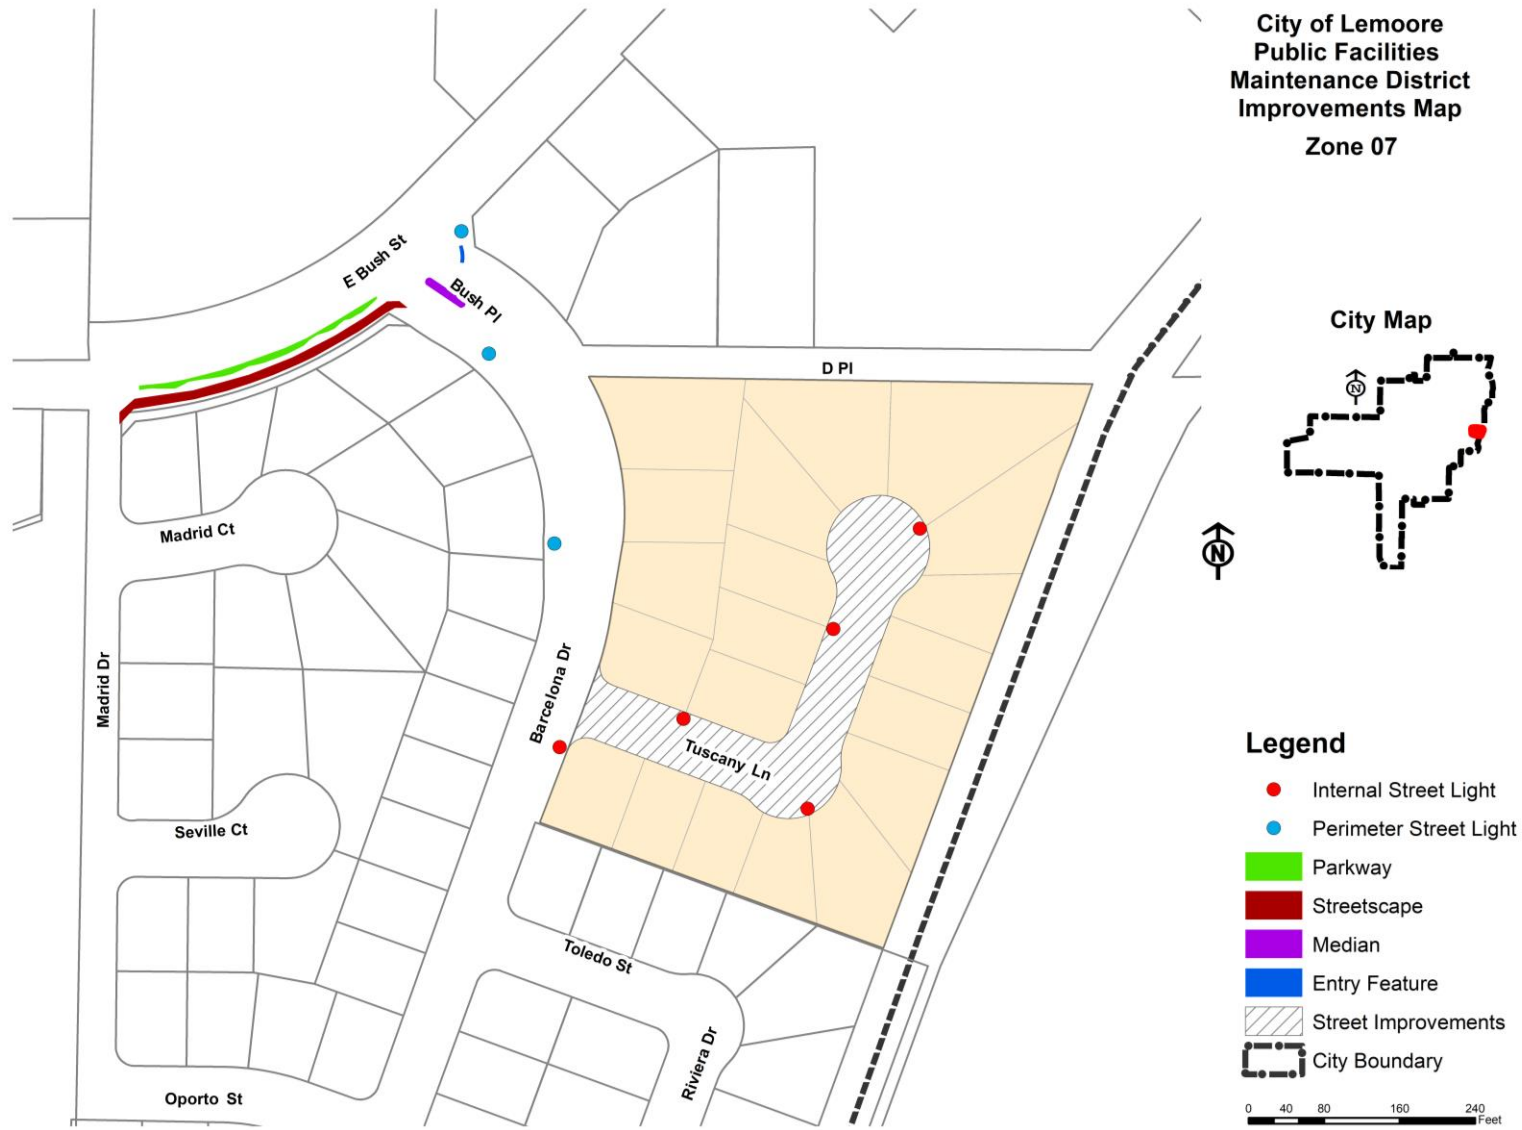 City of Lemoore
Public Facilities
Maintenance District
Improvements Map
Zone 07
E Bush St
Bush Pl
D Pl
City Map
N
Madrid Ct
N
Madrid Dr
Barcelona Dr
Tuscany Ln
Seville Ct
Toledo St
Riviera Dr
Oporto St
Legend
Internal Street Light
Perimeter Street Light
Parkway
Streetscape
Median
Entry Feature
Street Improvements
City Boundary
0 40 80 160 240
Feet